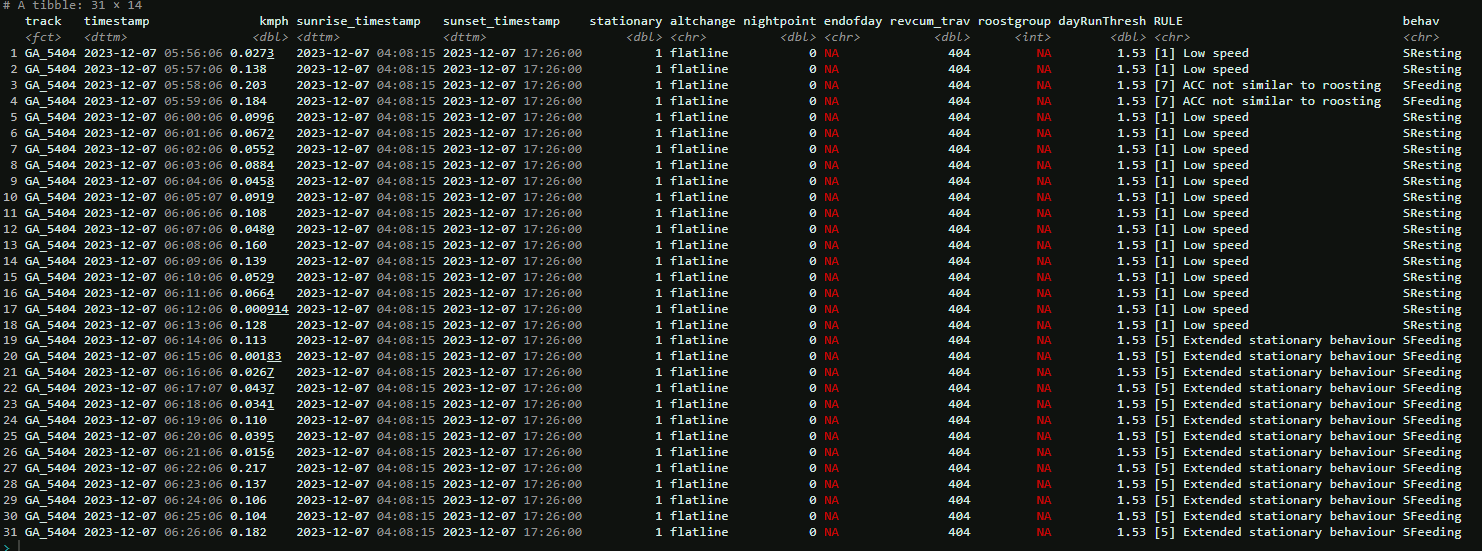 # A tibble: 31 × 14
track timestamp kmph sunrise_timestamp sunset_timestamp stationary altchange nightpoint endofday revcum_trav roostgroup dayRunThresh RULE behav
<fct> <dttm> <dbl> <dttm> <dttm> <dbl> <chr> <dbl> <chr> <dbl> <int> <dbl> <chr> <chr>
1 GA_5404 2023-12-07 05:56:06 0.0273 2023-12-07 04:08:15 2023-12-07 17:26:00 1 flatline 0 NA 404 NA 1.53 [1] Low speed SResting
2 GA_5404 2023-12-07 05:57:06 0.138 2023-12-07 04:08:15 2023-12-07 17:26:00 1 flatline 0 NA 404 NA 1.53 [1] Low speed SResting
3 GA_5404 2023-12-07 05:58:06 0.203 2023-12-07 04:08:15 2023-12-07 17:26:00 1 flatline 0 NA 404 NA 1.53 [7] ACC not similar to roosting SFeeding
4 GA_5404 2023-12-07 05:59:06 0.184 2023-12-07 04:08:15 2023-12-07 17:26:00 1 flatline 0 NA 404 NA 1.53 [7] ACC not similar to roosting SFeeding
5 GA_5404 2023-12-07 06:00:06 0.0996 2023-12-07 04:08:15 2023-12-07 17:26:00 1 flatline 0 NA 404 NA 1.53 [1] Low speed SResting
6 GA_5404 2023-12-07 06:01:06 0.0672 2023-12-07 04:08:15 2023-12-07 17:26:00 1 flatline 0 NA 404 NA 1.53 [1] Low speed SResting
7 GA_5404 2023-12-07 06:02:06 0.0552 2023-12-07 04:08:15 2023-12-07 17:26:00 1 flatline 0 NA 404 NA 1.53 [1] Low speed SResting
8 GA_5404 2023-12-07 06:03:06 0.0884 2023-12-07 04:08:15 2023-12-07 17:26:00 1 flatline 0 NA 404 NA 1.53 [1] Low speed SResting
9 GA_5404 2023-12-07 06:04:06 0.0458 2023-12-07 04:08:15 2023-12-07 17:26:00 1 flatline 0 NA 404 NA 1.53 [1] Low speed SResting
10 GA_5404 2023-12-07 06:05:07 0.0919 2023-12-07 04:08:15 2023-12-07 17:26:00 1 flatline 0 NA 404 NA 1.53 [1] Low speed SResting
11 GA_5404 2023-12-07 06:06:06 0.108 2023-12-07 04:08:15 2023-12-07 17:26:00 1 flatline 0 NA 404 NA 1.53 [1] Low speed SResting
12 GA_5404 2023-12-07 06:07:06 0.0480 2023-12-07 04:08:15 2023-12-07 17:26:00 1 flatline 0 NA 404 NA 1.53 [1] Low speed SResting
13 GA_5404 2023-12-07 06:08:06 0.160 2023-12-07 04:08:15 2023-12-07 17:26:00 1 flatline 0 NA 404 NA 1.53 [1] Low speed SResting
14 GA_5404 2023-12-07 06:09:06 0.139 2023-12-07 04:08:15 2023-12-07 17:26:00 1 flatline 0 NA 404 NA 1.53 [1] Low speed SResting
15 GA_5404 2023-12-07 06:10:06 0.0529 2023-12-07 04:08:15 2023-12-07 17:26:00 1 flatline 0 NA 404 NA 1.53 [1] Low speed SResting
16 GA_5404 2023-12-07 06:11:06 0.0664 2023-12-07 04:08:15 2023-12-07 17:26:00 1 flatline 0 NA 404 NA 1.53 [1] Low speed SResting
17 GA_5404 2023-12-07 06:12:06 0.000914 2023-12-07 04:08:15 2023-12-07 17:26:00 1 flatline 0 NA 404 NA 1.53 [1] Low speed SResting
18 GA_5404 2023-12-07 06:13:06 0.128 2023-12-07 04:08:15 2023-12-07 17:26:00 1 flatline 0 NA 404 NA 1.53 [1] Low speed SResting
19 GA_5404 2023-12-07 06:14:06 0.113 2023-12-07 04:08:15 2023-12-07 17:26:00 1 flatline 0 NA 404 NA 1.53 [5] Extended stationary behaviour SFeeding
20 GA_5404 2023-12-07 06:15:06 0.00183 2023-12-07 04:08:15 2023-12-07 17:26:00 1 flatline 0 NA 404 NA 1.53 [5] Extended stationary behaviour SFeeding
21 GA_5404 2023-12-07 06:16:06 0.0267 2023-12-07 04:08:15 2023-12-07 17:26:00 1 flatline 0 NA 404 NA 1.53 [5] Extended stationary behaviour SFeeding
22 GA_5404 2023-12-07 06:17:07 0.0437 2023-12-07 04:08:15 2023-12-07 17:26:00 1 flatline 0 NA 404 NA 1.53 [5] Extended stationary behaviour SFeeding
23 GA_5404 2023-12-07 06:18:06 0.0341 2023-12-07 04:08:15 2023-12-07 17:26:00 1 flatline 0 NA 404 NA 1.53 [5] Extended stationary behaviour SFeeding
24 GA_5404 2023-12-07 06:19:06 0.110 2023-12-07 04:08:15 2023-12-07 17:26:00 1 flatline 0 NA 404 NA 1.53 [5] Extended stationary behaviour SFeeding
25 GA_5404 2023-12-07 06:20:06 0.0395 2023-12-07 04:08:15 2023-12-07 17:26:00 1 flatline 0 NA 404 NA 1.53 [5] Extended stationary behaviour SFeeding
26 GA_5404 2023-12-07 06:21:06 0.0156 2023-12-07 04:08:15 2023-12-07 17:26:00 1 flatline 0 NA 404 NA 1.53 [5] Extended stationary behaviour SFeeding
27 GA_5404 2023-12-07 06:22:06 0.217 2023-12-07 04:08:15 2023-12-07 17:26:00 1 flatline 0 NA 404 NA 1.53 [5] Extended stationary behaviour SFeeding
28 GA_5404 2023-12-07 06:23:06 0.137 2023-12-07 04:08:15 2023-12-07 17:26:00 1 flatline 0 NA 404 NA 1.53 [5] Extended stationary behaviour SFeeding
29 GA_5404 2023-12-07 06:24:06 0.106 2023-12-07 04:08:15 2023-12-07 17:26:00 1 flatline 0 NA 404 NA 1.53 [5] Extended stationary behaviour SFeeding
30 GA_5404 2023-12-07 06:25:06 0.104 2023-12-07 04:08:15 2023-12-07 17:26:00 1 flatline 0 NA 404 NA 1.53 [5] Extended stationary behaviour SFeeding
31 GA_5404 2023-12-07 06:26:06 0.182 2023-12-07 04:08:15 2023-12-07 17:26:00 1 flatline 0 NA 404 NA 1.53 [5] Extended stationary behaviour SFeeding
>